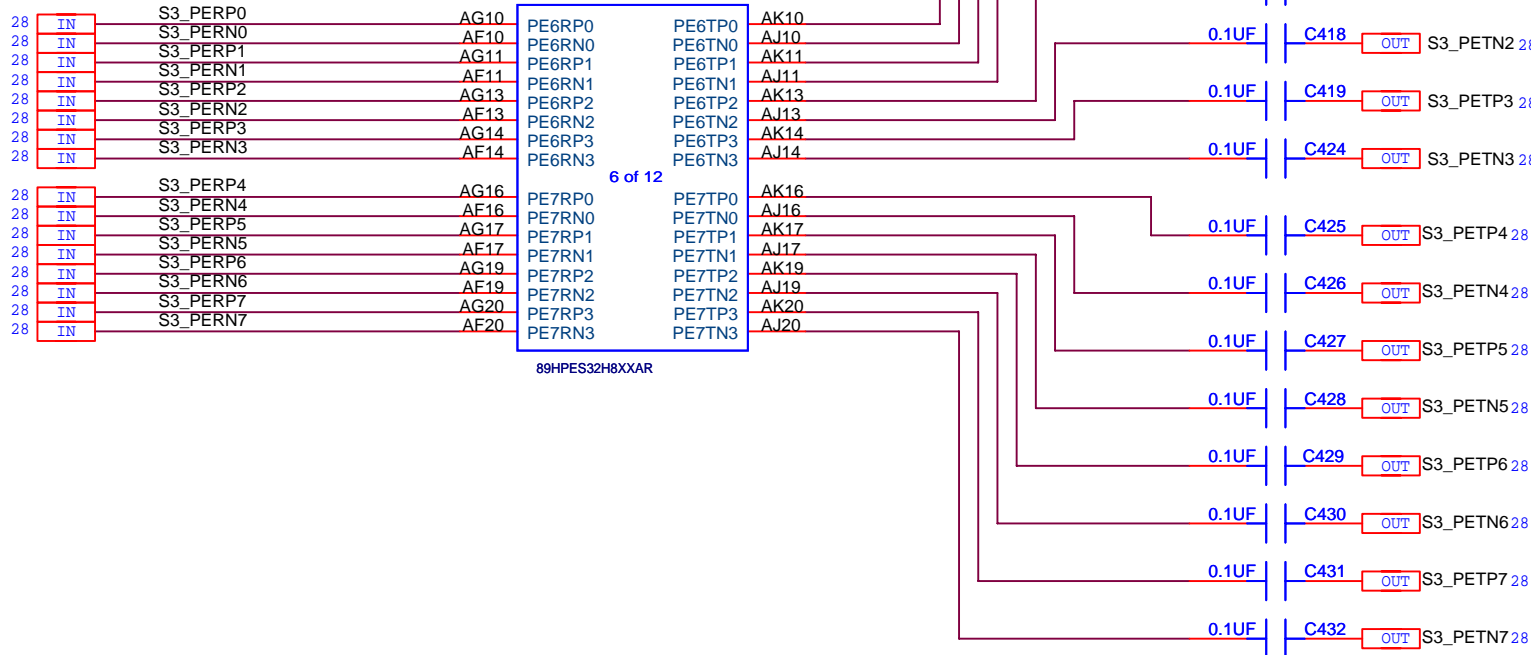 28 IN S3_PERP0 AG10 PE6RP0 PE6TP0 AK10
28 IN S3_PERN0 AF10 PE6RN0 PE6TN0 AJ10 0.1UF C418 OUT S3_PETN2 28
28 IN S3_PERP1 AG11 PE6RP1 PE6TP1 AK11
28 IN S3_PERN1 AF11 PE6RN1 PE6TN1 AJ11
28 IN S3_PERP2 AG13 PE6RP2 PE6TP2 AK13 0.1UF C419 OUT S3_PETP3 28
28 IN S3_PERN2 AF13 PE6RN2 PE6TN2 AJ13
28 IN S3_PERP3 AG14 PE6RP3 PE6TP3 AK14
28 IN S3_PERN3 AF14 PE6RN3 PE6TN3 AJ14 0.1UF C424 OUT S3_PETN3 28
6 of 12
28 IN S3_PERP4 AG16 PE7RP0 PE7TP0 AK16
28 IN S3_PERN4 AF16 PE7RN0 PE7TN0 AJ16
28 IN S3_PERP5 AG17 PE7RP1 PE7TP1 AK17 0.1UF C425 OUT S3_PETP4 28
28 IN S3_PERN5 AF17 PE7RN1 PE7TN1 AJ17
28 IN S3_PERP6 AG19 PE7RP2 PE7TP2 AK19
28 IN S3_PERN6 AF19 PE7RN2 PE7TN2 AJ19 0.1UF C426 OUT S3_PETN4 28
28 IN S3_PERP7 AG20 PE7RP3 PE7TP3 AK20
28 IN S3_PERN7 AF20 PE7RN3 PE7TN3 AJ20
0.1UF C427 OUT S3_PETP5 28
89HPES32H8XXAR
0.1UF C428 OUT S3_PETN5 28
0.1UF C429 OUT S3_PETP6 28
0.1UF C430 OUT S3_PETN6 28
0.1UF C431 OUT S3_PETP7 28
0.1UF C432 OUT S3_PETN7 28